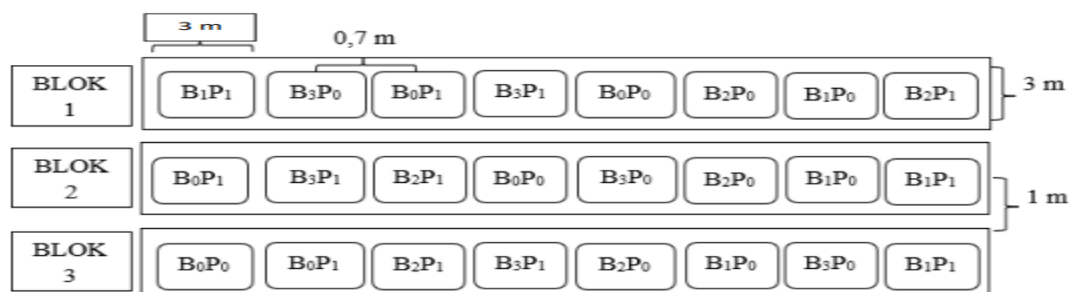 3 m
0,7 m
BLOK 1 B₁P₁ B₃P₀ B₀P₁ B₃P₁ B₀P₀ B₂P₀ B₁P₀ B₂P₁ 3 m
BLOK 2 B₀P₁ B₃P₁ B₂P₁ B₀P₀ B₃P₀ B₂P₀ B₁P₀ B₁P₁ 1 m
BLOK 3 B₀P₀ B₀P₁ B₂P₁ B₃P₁ B₂P₀ B₁P₀ B₃P₀ B₁P₁